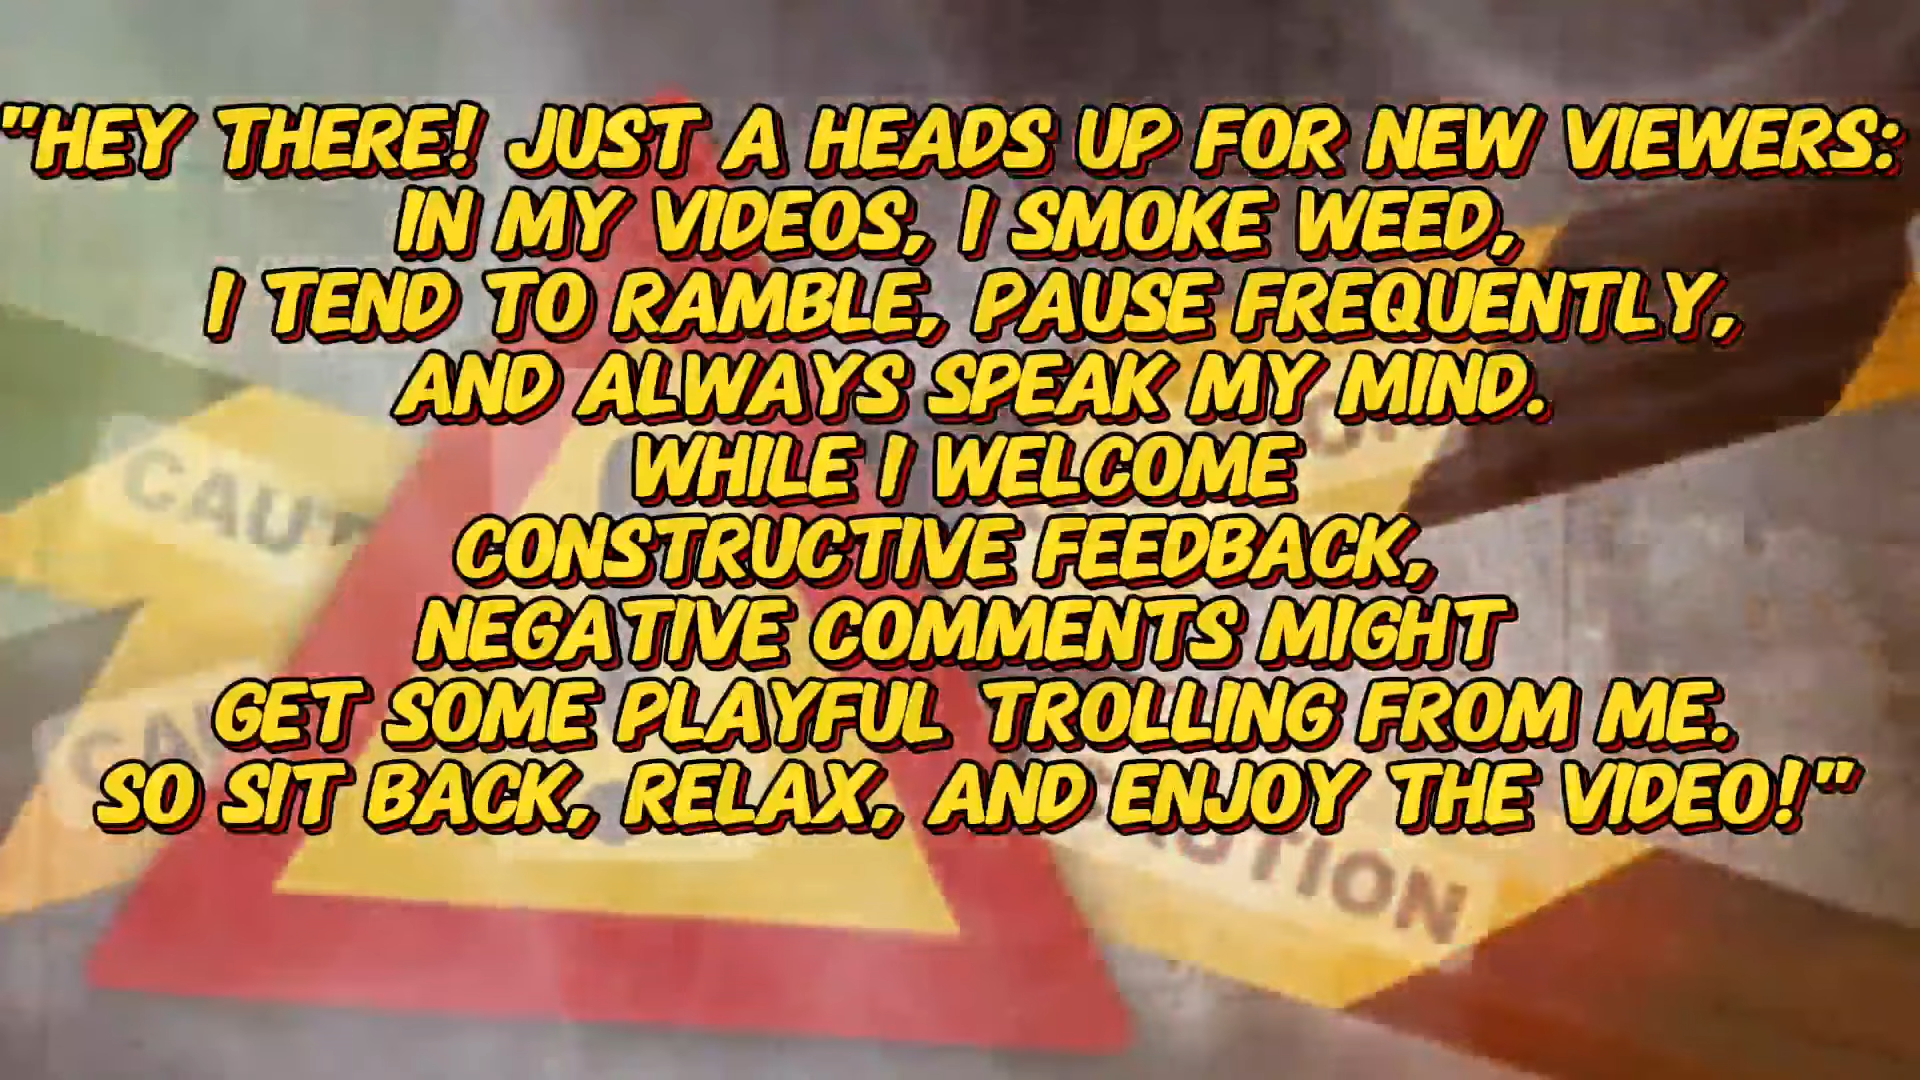 "HEY THERE! JUST A HEADS UP FOR NEW VIEWERS:
IN MY VIDEOS, I SMOKE WEED,
I TEND TO RAMBLE, PAUSE FREQUENTLY,
AND ALWAYS SPEAK MY MIND.
WHILE I WELCOME
CONSTRUCTIVE FEEDBACK,
NEGATIVE COMMENTS MIGHT
GET SOME PLAYFUL TROLLING FROM ME.
SO SIT BACK, RELAX, AND ENJOY THE VIDEO!"